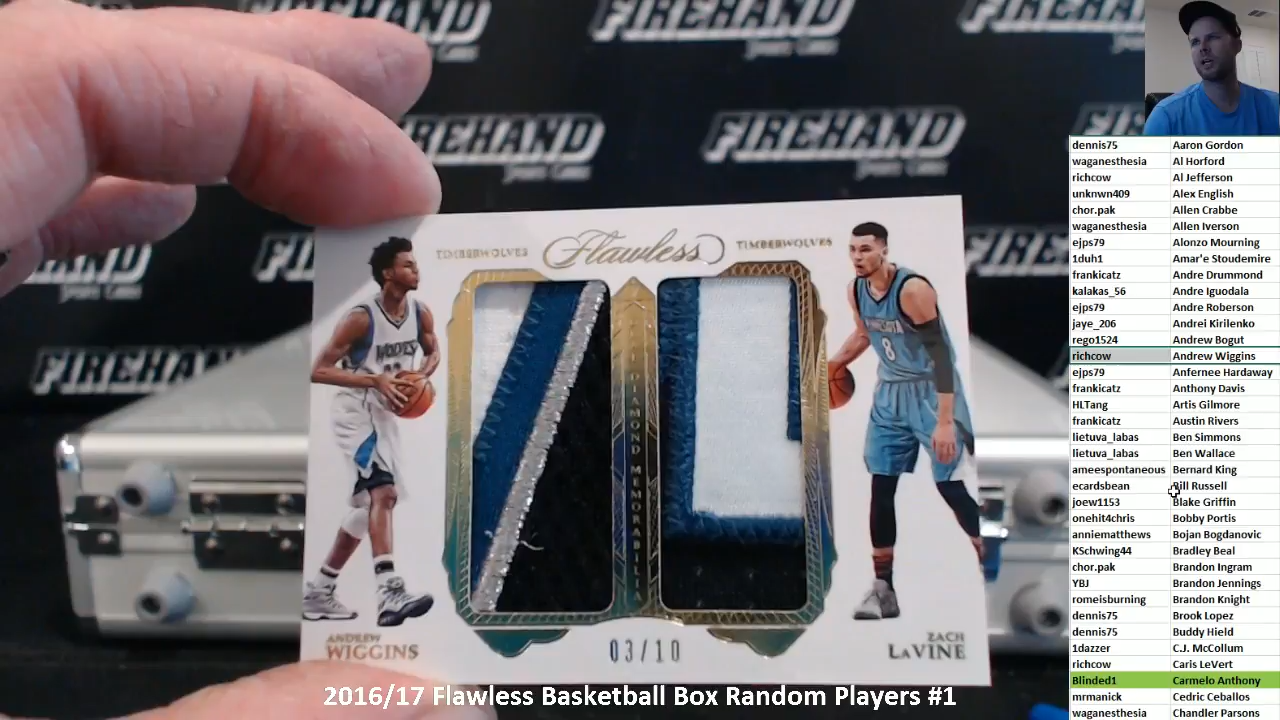 FIREHAND
FIREHAND
FIREHAND
FIREHAND
FIREHAND
FIREHAND
TIMBERWOLVES
Flawless
TIMBERWOLVES
8
DIAMOND MEMORABILIA
ANDREW
WIGGINS
03/10
ZACH
LAVINE
2016/17 Flawless Basketball Box Random Players #1
dennis75 Aaron Gordon
waganesthesia Al Horford
richcow Al Jefferson
unknwn409 Alex English
chor.pak Allen Crabbe
waganesthesia Allen Iverson
ejps79 Alonzo Mourning
1duh1 Amar'e Stoudemire
frankicatz Andre Drummond
kalakas_56 Andre Iguodala
ejps79 Andre Roberson
jaye_206 Andrei Kirilenko
rego1524 Andrew Bogut
richcow Andrew Wiggins
ejps79 Anfernee Hardaway
frankicatz Anthony Davis
HLTang Artis Gilmore
frankicatz Austin Rivers
lietuva_labas Ben Simmons
lietuva_labas Ben Wallace
ameespontaneous Bernard King
ecardsbean Bill Russell
joew1153 Blake Griffin
onehit4chris Bobby Portis
anniematthews Bojan Bogdanovic
KSchwing44 Bradley Beal
chor.pak Brandon Ingram
YBJ Brandon Jennings
romeisburning Brandon Knight
dennis75 Brook Lopez
dennis75 Buddy Hield
1dazzer C.J. McCollum
richcow Caris LeVert
Blinded1 Carmelo Anthony
mrmanick Cedric Ceballos
waganesthesia Chandler Parsons